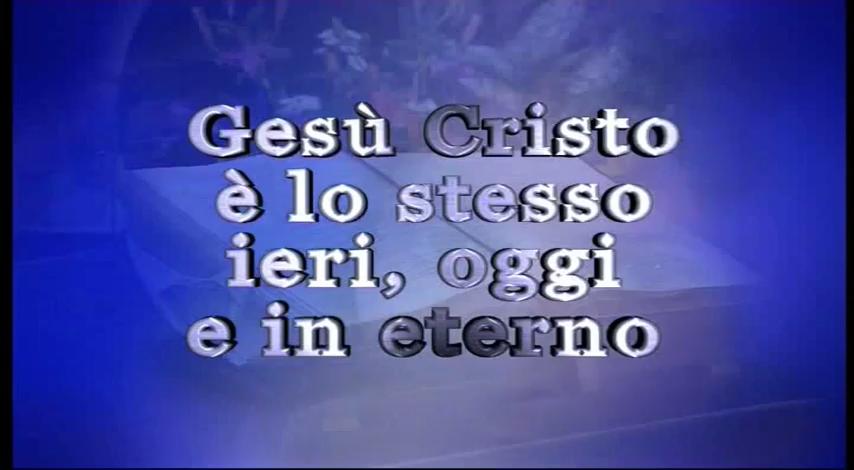 Gesù Cristo
è lo stesso
ieri, oggi
e in eterno